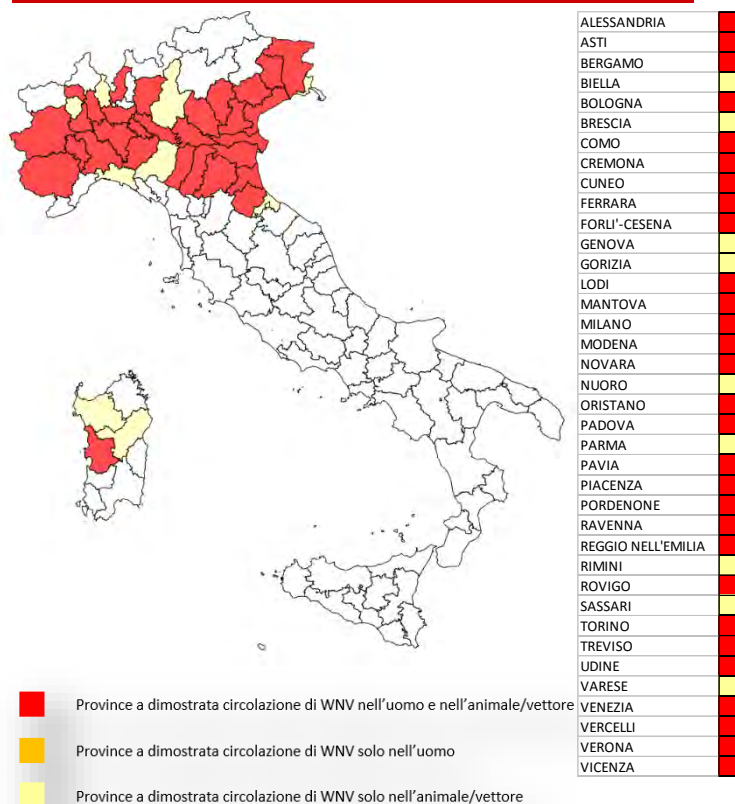 ALESSANDRIA
ASTI
BERGAMO
BIELLA
BOLOGNA
BRESCIA
COMO
CREMONA
CUNEO
FERRARA
FORLI'-CESENA
GENOVA
GORIZIA
LODI
MANTOVA
MILANO
MODENA
NOVARA
NUORO
ORISTANO
PADOVA
PARMA
PAVIA
PIACENZA
PORDENONE
RAVENNA
REGGIO NELL'EMILIA
RIMINI
ROVIGO
SASSARI
TORINO
TREVISO
UDINE
VARESE
VENEZIA
VERCELLI
VERONA
VICENZA
Province a dimostrata circolazione di WNV nell’uomo e nell’animale/vettore
Province a dimostrata circolazione di WNV solo nell’uomo
Province a dimostrata circolazione di WNV solo nell’animale/vettore